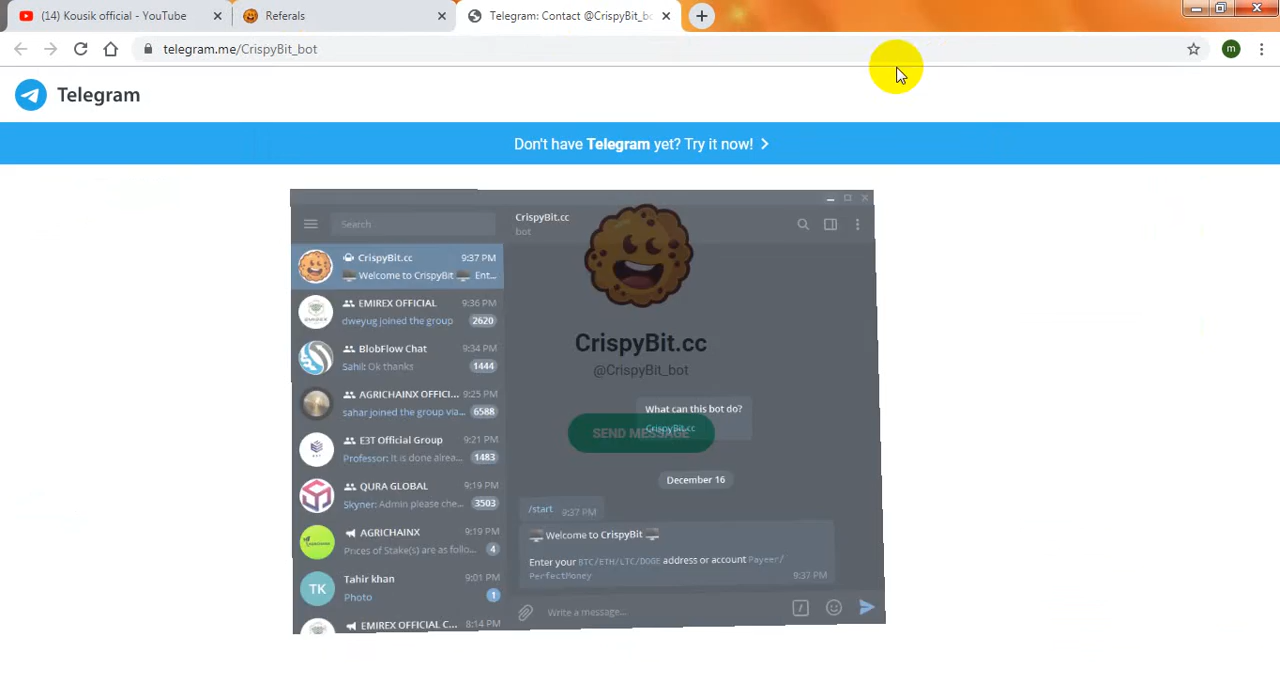 (14) Kousik official - YouTube
Referals
Telegram: Contact @CrispyBit_bo
telegram.me/CrispyBit_bot
m
Telegram
Don't have Telegram yet? Try it now!
Search
CrispyBit.cc
bot
CrispyBit.cc 9:37 PM
Welcome to CrispyBit Ent...
EMIREX OFFICIAL 9:36 PM
dweyug joined the group 2620
BlobFlow Chat 9:34 PM
Sahil: Ok thanks 1444
AGRICHAINX OFFICI... 9:25 PM
sahar joined the group via... 6588
E3T Official Group 9:21 PM
Professor: It is done alrea... 1483
QURA GLOBAL 9:19 PM
Skyner: Admin please che... 3503
AGRICHAINX 9:19 PM
Prices of Stake(s) are as follo... 4
TK
Tahir khan 9:01 PM
Photo 1
EMIREX OFFICIAL C... 8:14 PM
CrispyBit.cc
@CrispyBit_bot
What can this bot do?
CrispyBit.cc
SEND MESSAGE
December 16
/start 9:37 PM
Welcome to CrispyBit
Enter your BTC/ETH/LTC/DOGE address or account Payeer/
PerfectMoney 9:37 PM
Write a message...